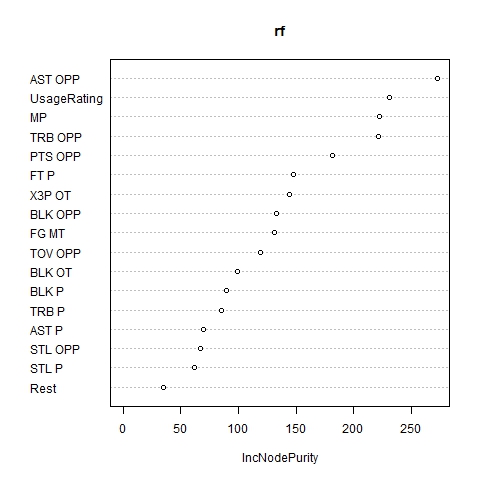 rf
AST OPP
UsageRating
MP
TRB OPP
PTS OPP
FT P
X3P OT
BLK OPP
FG MT
TOV OPP
BLK OT
BLK P
TRB P
AST P
STL OPP
STL P
Rest
0 50 100 150 200 250
IncNodePurity